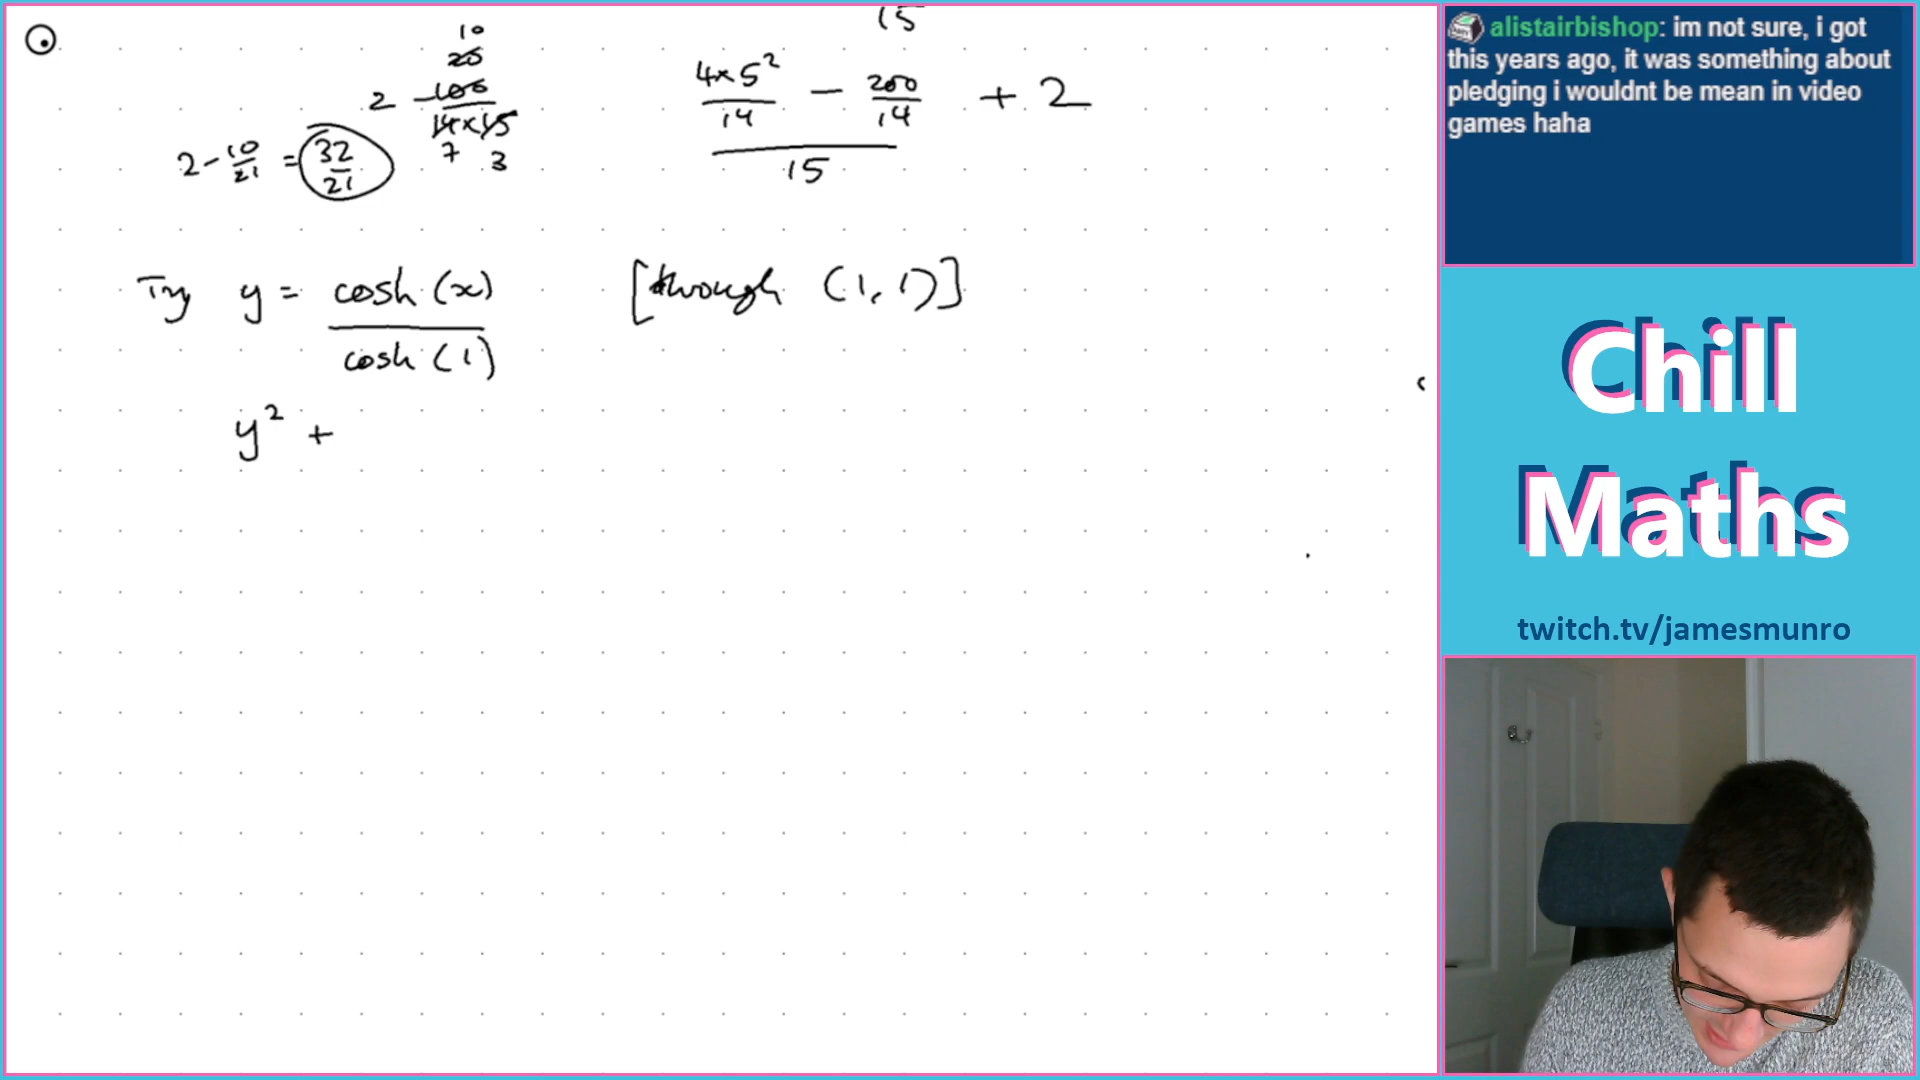 15
10
20
2 - 100
14×15
7 3
2 - 10/21 = 32/21
4×5² / 14 - 200 / 14 + 2
15
Try y = cosh(x) [through (1,1)]
cosh(1)
y² +
alistairbishop: im not sure, i got
this years ago, it was something about
pledging i wouldnt be mean in video
games haha
Chill
Maths
twitch.tv/jamesmunro